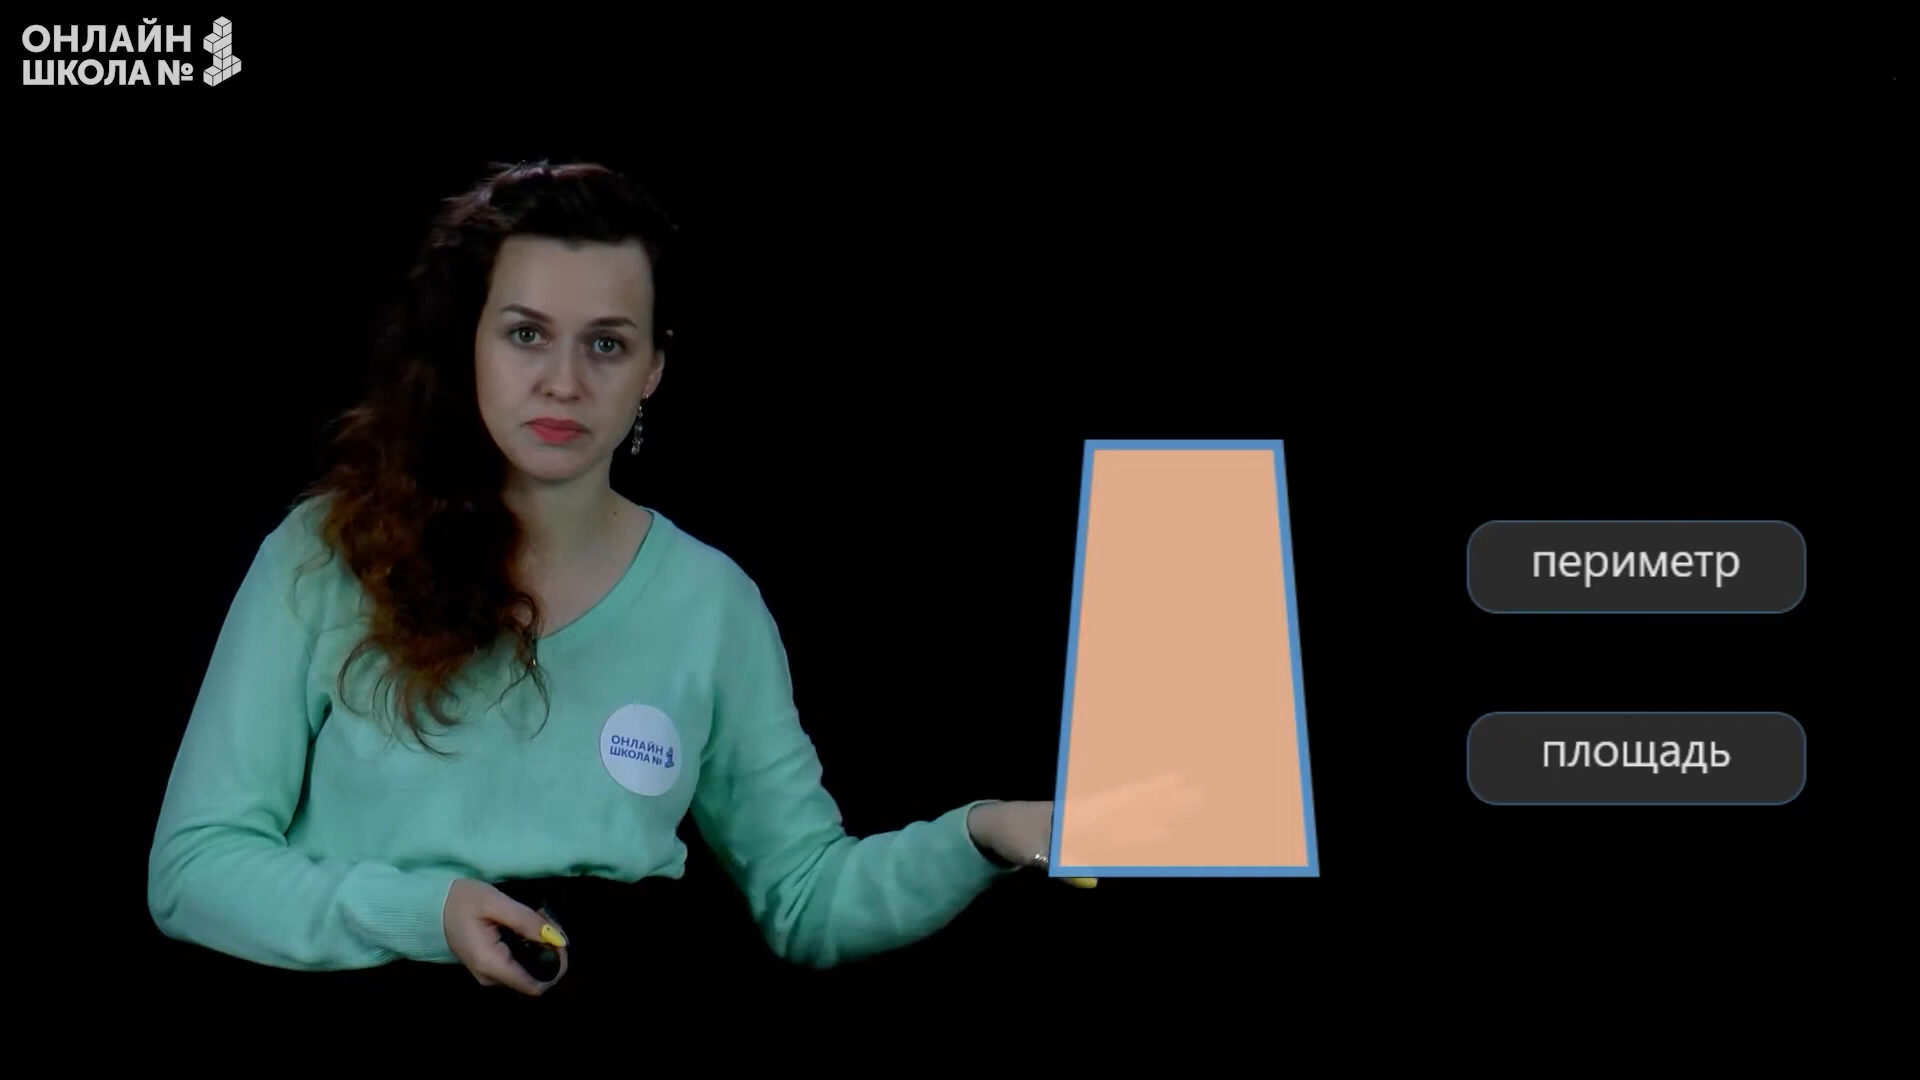 ОНЛАЙН
ШКОЛА №
периметр
площадь
ОНЛАЙН
ШКОЛА №